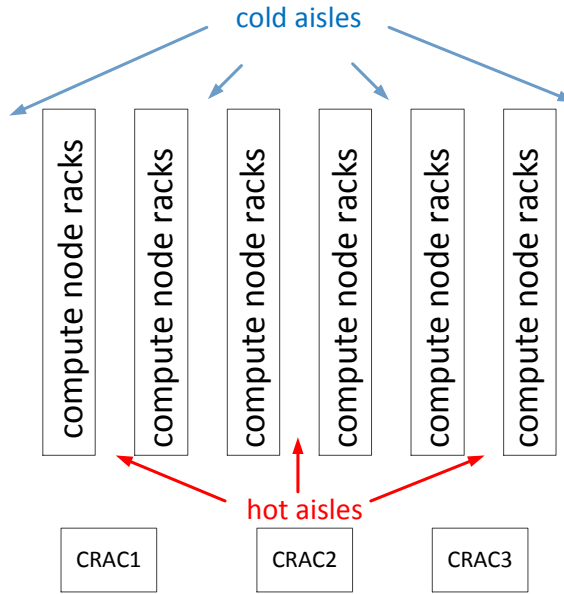 cold aisles
compute node racks
compute node racks
compute node racks
compute node racks
compute node racks
compute node racks
hot aisles
CRAC1
CRAC2
CRAC3